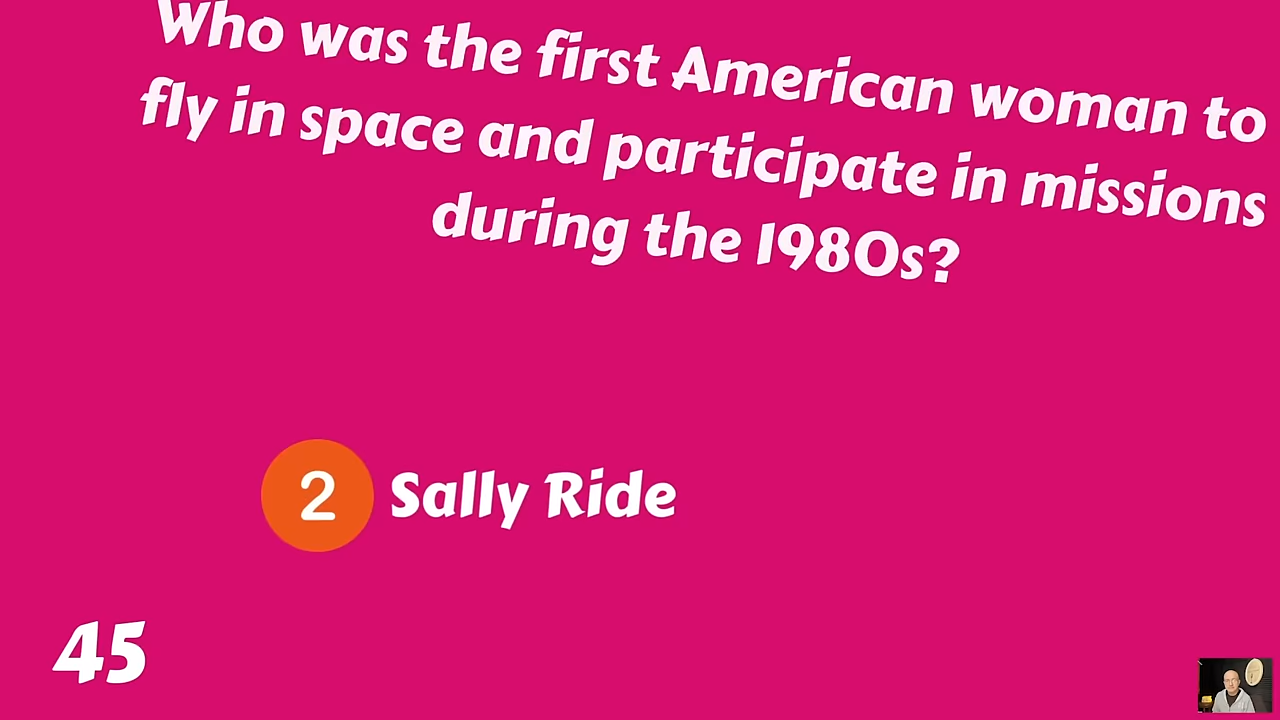 Who was the first American woman to
fly in space and participate in missions
during the 1980s?
2 Sally Ride
45